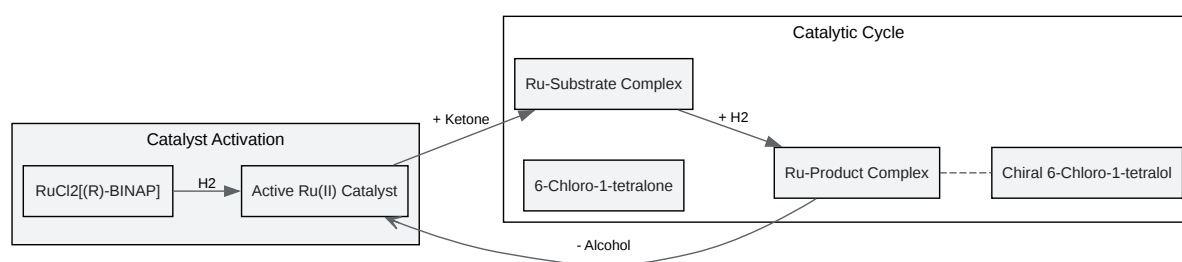 Catalytic Cycle
Ru-Substrate Complex
+ Ketone
+ H2
Catalyst Activation
RuCl2[(R)-BINAP]
H2
Active Ru(II) Catalyst
6-Chloro-1-tetralone
Ru-Product Complex
Chiral 6-Chloro-1-tetralol
- Alcohol